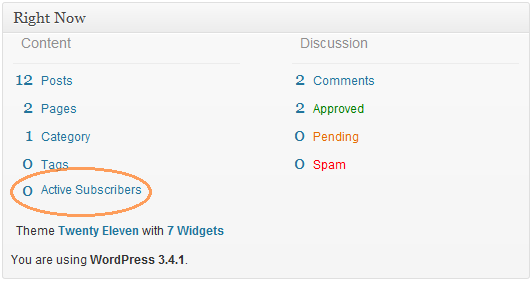 Right Now
Content
12 Posts
2 Pages
1 Category
0 Tags
0 Active Subscribers
Discussion
2 Comments
2 Approved
0 Pending
0 Spam
Theme Twenty Eleven with 7 Widgets
You are using WordPress 3.4.1.